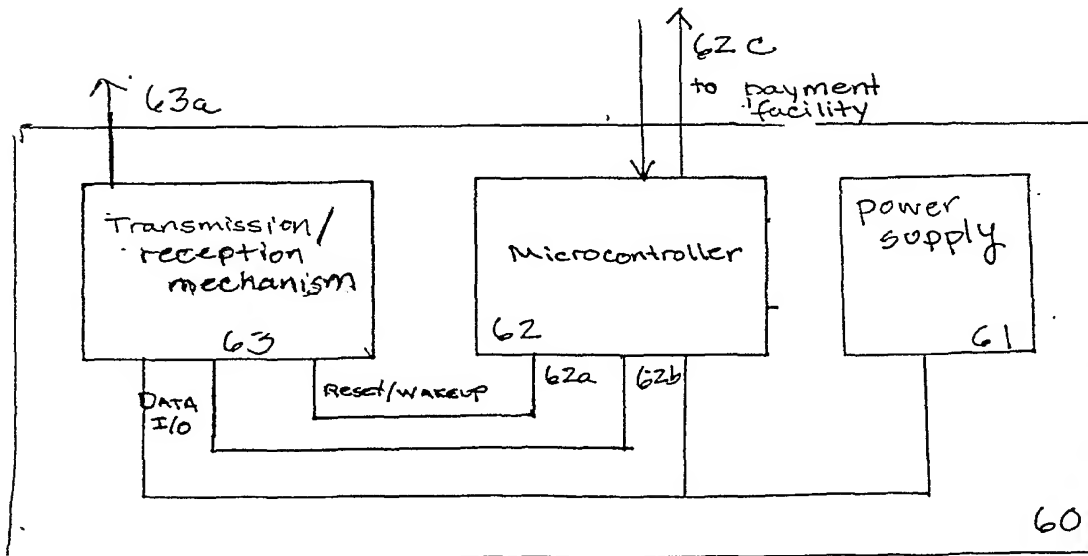 63a
62c
to payment
facility
Transmission/
reception
mechanism
63
Microcontroller
62
power
supply
61
DATA
I/O
Reset/WAKEUP
62a
62b
60